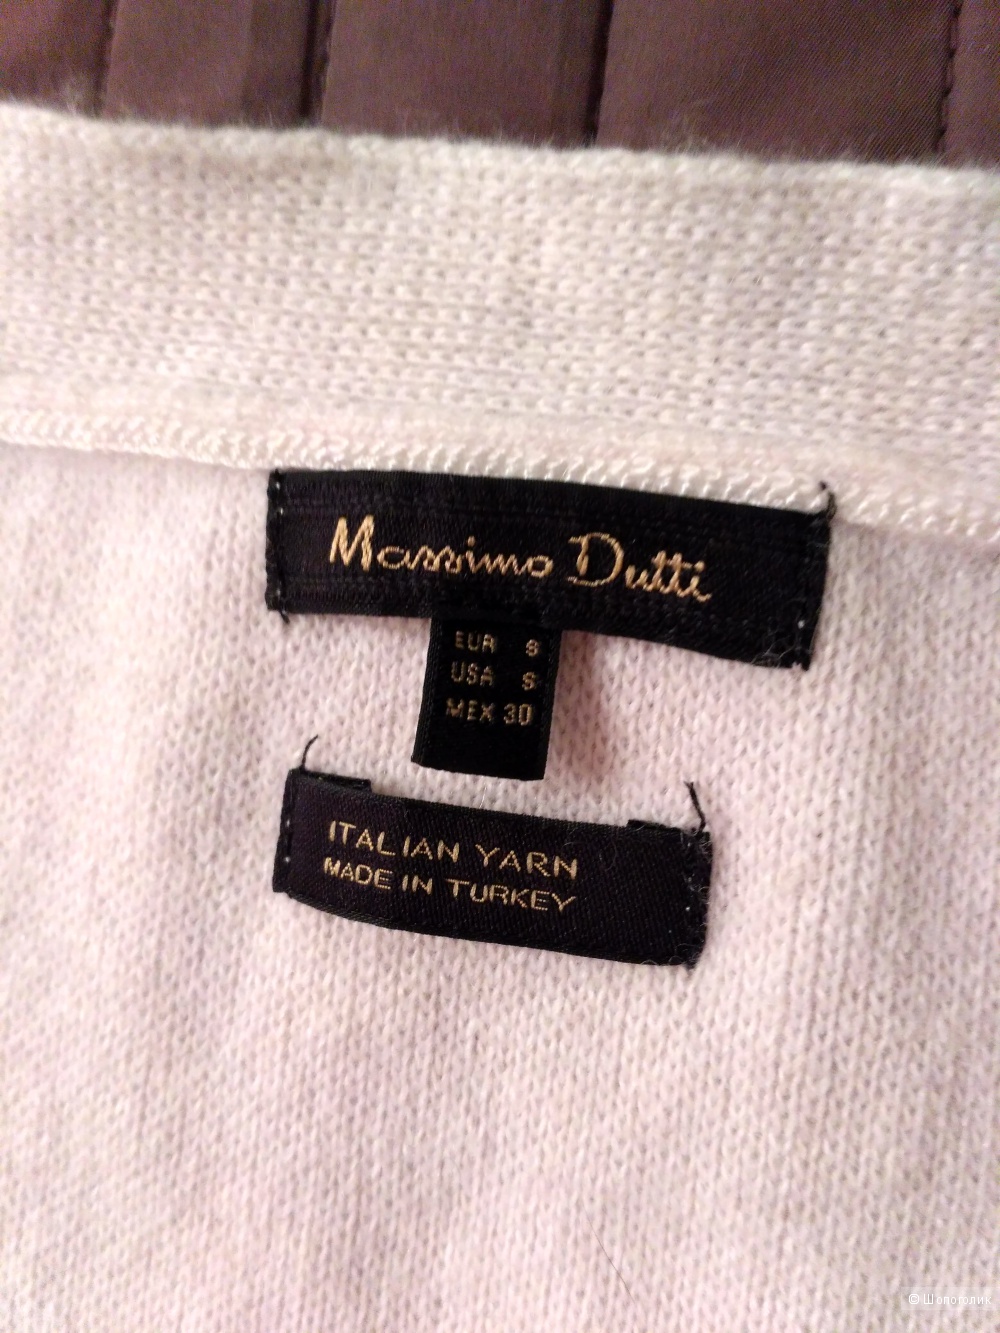 Massimo Dutti
EUR S
USA S
MEX 30
ITALIAN YARN
MADE IN TURKEY
© Шопоголик